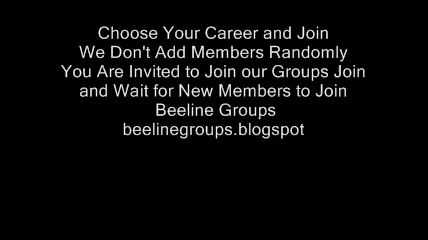 Choose Your Career and Join
We Don't Add Members Randomly
You Are Invited to Join our Groups Join
and Wait for New Members to Join
Beeline Groups
beelinegroups.blogspot